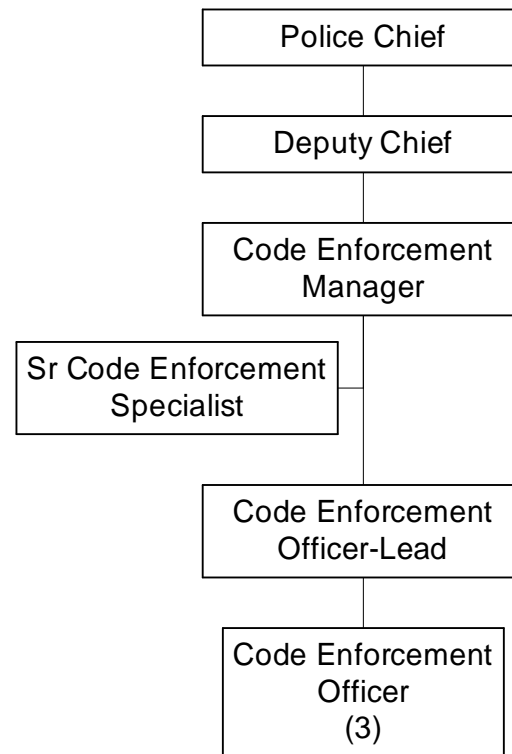 Police Chief
Deputy Chief
Code Enforcement
Manager
Sr Code Enforcement
Specialist
Code Enforcement
Officer-Lead
Code Enforcement
Officer
(3)